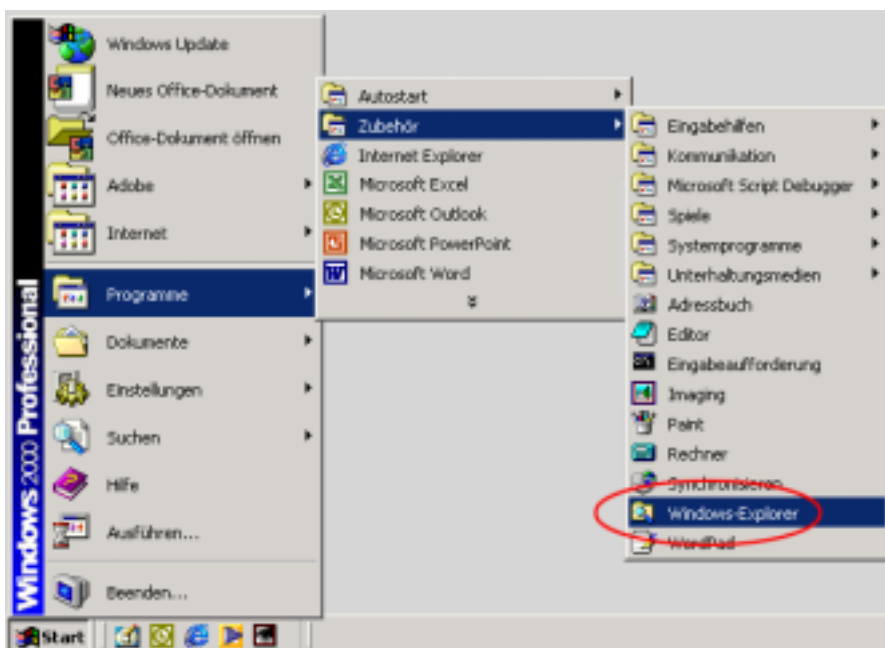 Windows Update
Neues Office-Dokument
Office-Dokument öffnen
Adobe
Internet
Programme
Dokumente
Einstellungen
Suchen
Hilfe
Ausführen...
Beenden...
Windows 2000 Professional
Start
Autostart
Zubehör
Internet Explorer
Microsoft Excel
Microsoft Outlook
Microsoft PowerPoint
Microsoft Word
Eingabehilfen
Kommunikation
Microsoft Script Debugger
Spiele
Systemprogramme
Unterhaltungsmedien
Adressbuch
Editor
Eingabeaufforderung
Imaging
Paint
Rechner
Synchronisieren
Windows-Explorer
WordPad